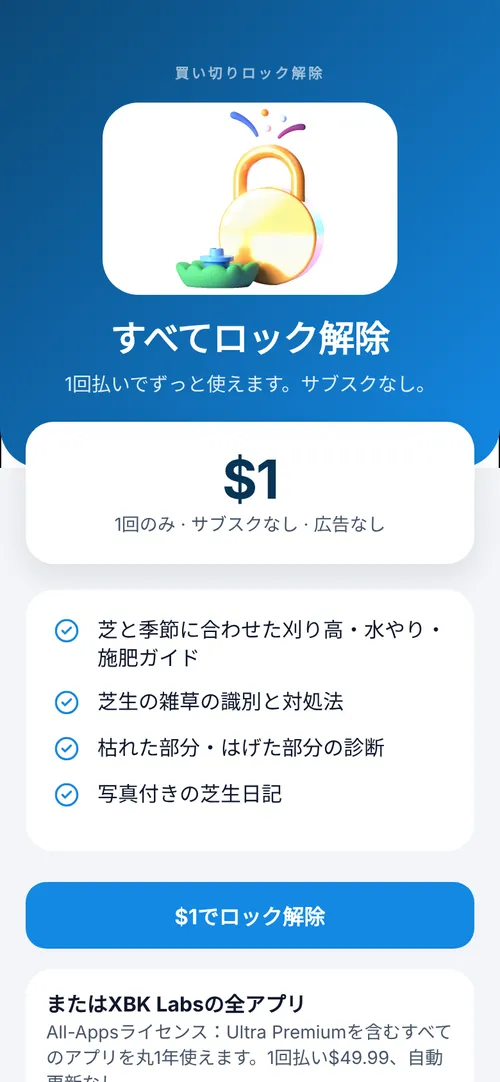 買い切りロック解除
すべてロック解除
1回払いでずっと使えます。サブスクなし。
$1
1回のみ · サブスクなし · 広告なし
芝と季節に合わせた刈り高・水やり・
施肥ガイド
芝生の雑草の識別と対処法
枯れた部分・はげた部分の診断
写真付きの芝生日記
$1でロック解除
またはXBK Labsの全アプリ
All-Appsライセンス：Ultra Premiumを含むすべて
のアプリを丸1年使えます。1回払い$49.99、自動
更新なし